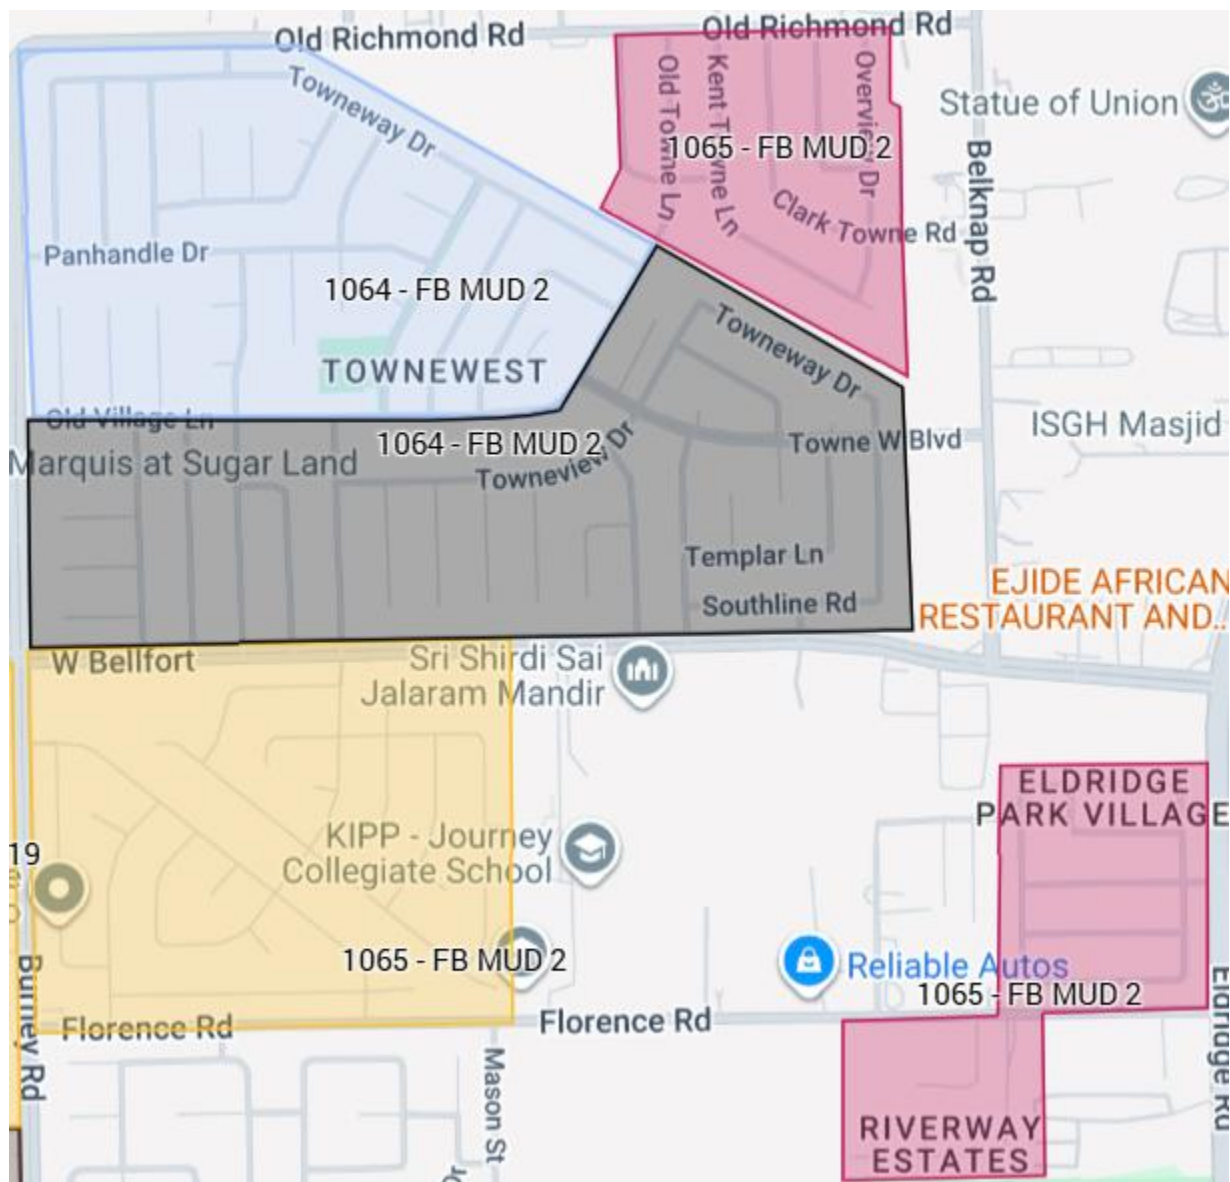 Old Richmond Rd
Old Richmond Rd
Towneway Dr
Old Towne Ln
Kent Towne Ln
Overview Dr
Statue of Union
1065 - FB MUD 2
Belknap Rd
Clark Towne Rd
Panhandle Dr
1064 - FB MUD 2
Towneway Dr
TOWNEWEST
Old Village Ln
1064 - FB MUD 2
Towne W Blvd
ISGH Masjid
Marquis at Sugar Land
Towneview Dr
Templar Ln
Southline Rd
EJIDE AFRICAN
RESTAURANT AND..
W Bellfort
Sri Shirdi Sai
Jalaram Mandir
ELDRIDGE
PARK VILLAGE
KIPP - Journey
Collegiate School
19
1065 - FB MUD 2
Reliable Autos
1065 - FB MUD 2
Burney Rd
Florence Rd
Florence Rd
Eldridge Rd
Mason St
RIVERWAY
ESTATES